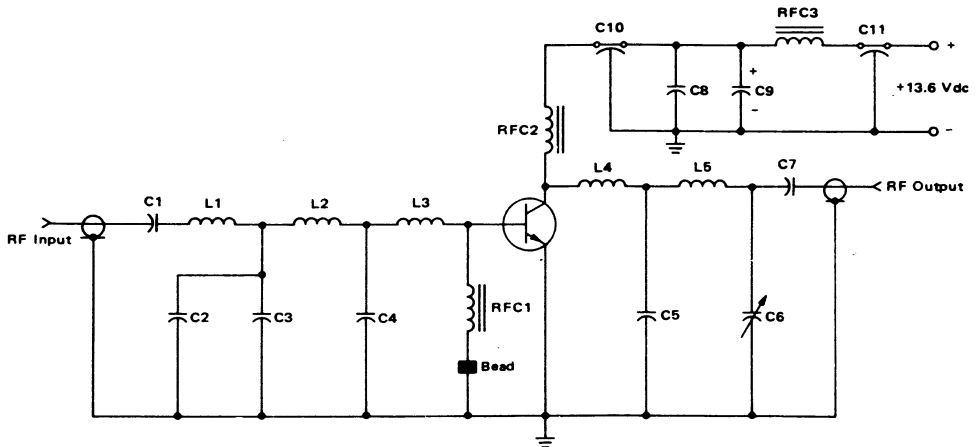 RFC3
C10
C11
+
+
C8
C9
+13.6 Vdc
-
RFC2
-
L4
L5
C7
RF Output
C1
L1
L2
L3
RF Input
RFC1
C2
C3
C4
C5
C6
Bead